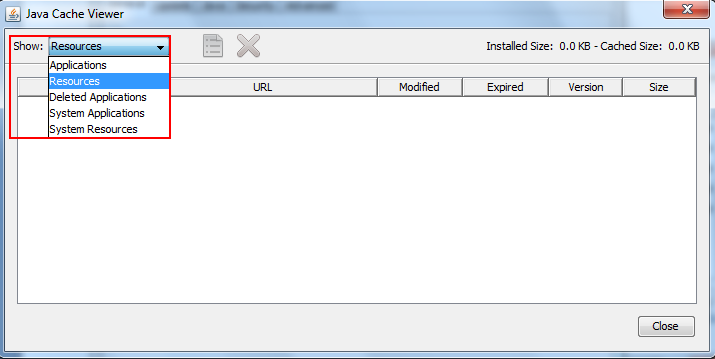 Java Cache Viewer
Show: Resources Installed Size: 0.0 KB - Cached Size: 0.0 KB
Applications
Resources
Deleted Applications
System Applications
System Resources
URL Modified Expired Version Size
Close